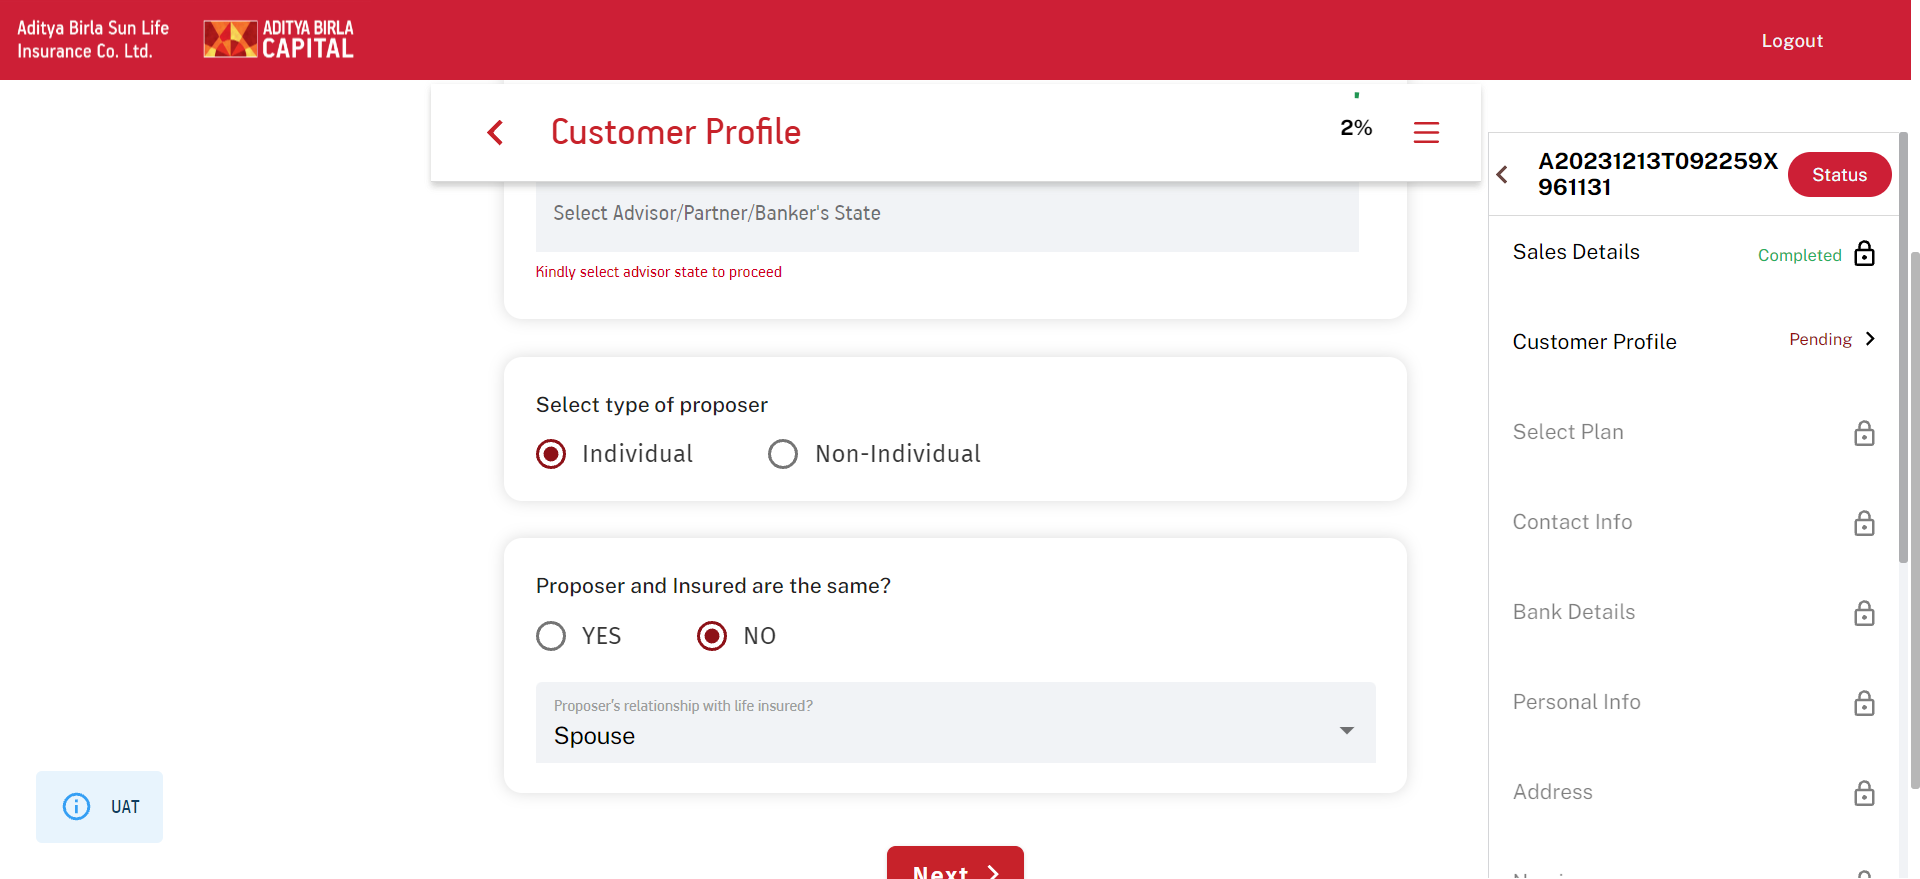 Aditya Birla Sun Life
Insurance Co. Ltd.
ADITYA BIRLA
CAPITAL
Logout
Customer Profile
2%
Select Advisor/Partner/Banker's State
Kindly select advisor state to proceed
Select type of proposer
Individual
Non-Individual
Proposer and Insured are the same?
YES
NO
Proposer's relationship with life insured?
Spouse
Next
UAT
A20231213T092259X
961131
Status
Sales Details
Completed
Customer Profile
Pending
Select Plan
Contact Info
Bank Details
Personal Info
Address